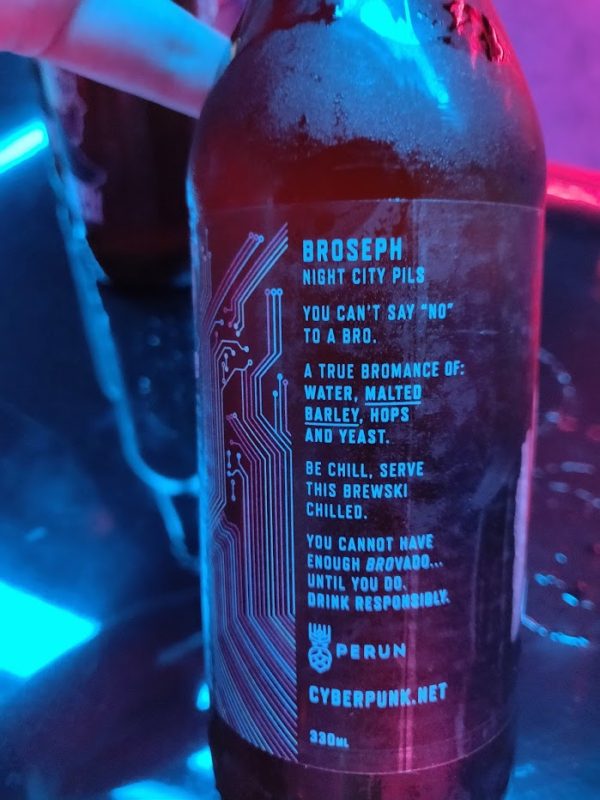 BROSEPH
NIGHT CITY PILS
YOU CAN'T SAY "NO"
TO A BRO.
A TRUE BROMANCE OF:
WATER, MALTED
BARLEY, HOPS
AND YEAST.
BE CHILL, SERVE
THIS BREWSKI
CHILLED.
YOU CANNOT HAVE
ENOUGH BROVADO...
UNTIL YOU DO.
DRINK RESPONSIBLY.
PERUN
CYBERPUNK.NET
330ML